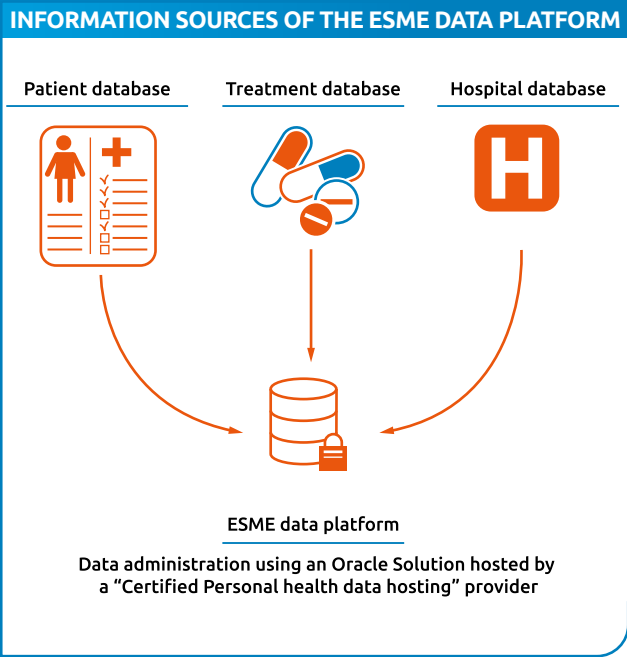 INFORMATION SOURCES OF THE ESME DATA PLATFORM
Patient database
Treatment database
Hospital database
H
ESME data platform
Data administration using an Oracle Solution hosted by
a “Certified Personal health data hosting” provider